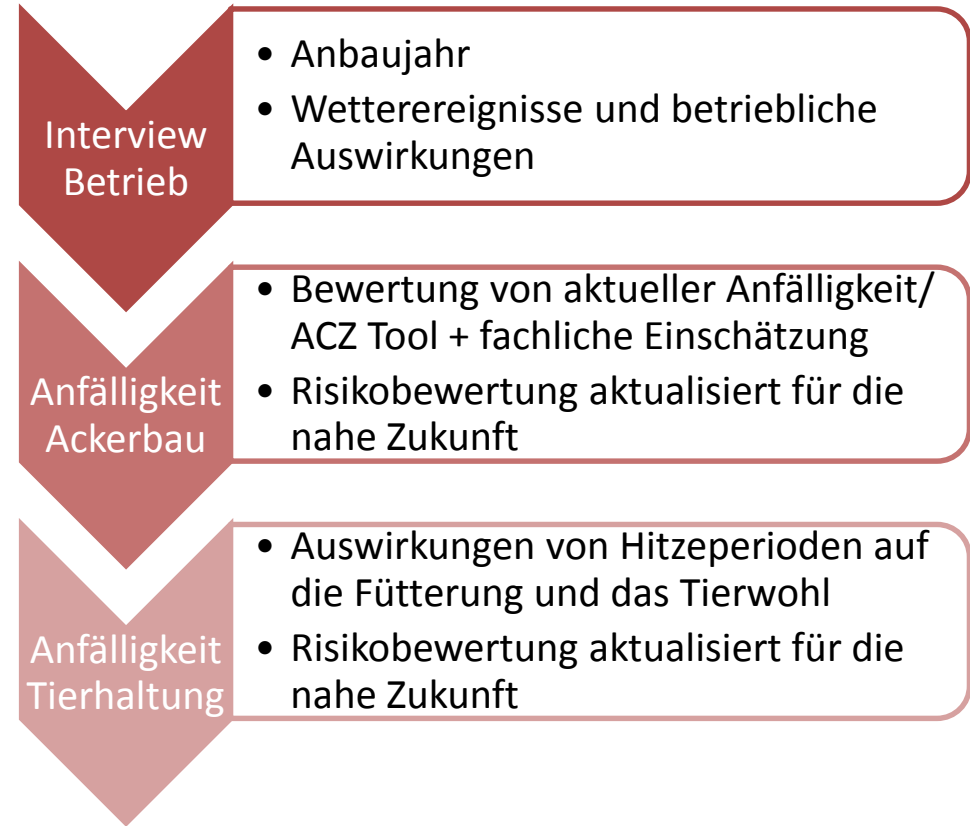 Interview
Betrieb
• Anbaujahr
• Wetterereignisse und betriebliche
Auswirkungen
Anfälligkeit
Ackerbau
• Bewertung von aktueller Anfälligkeit/
ACZ Tool + fachliche Einschätzung
• Risikobewertung aktualisiert für die
nahe Zukunft
Anfälligkeit
Tierhaltung
• Auswirkungen von Hitzeperioden auf
die Fütterung und das Tierwohl
• Risikobewertung aktualisiert für die
nahe Zukunft